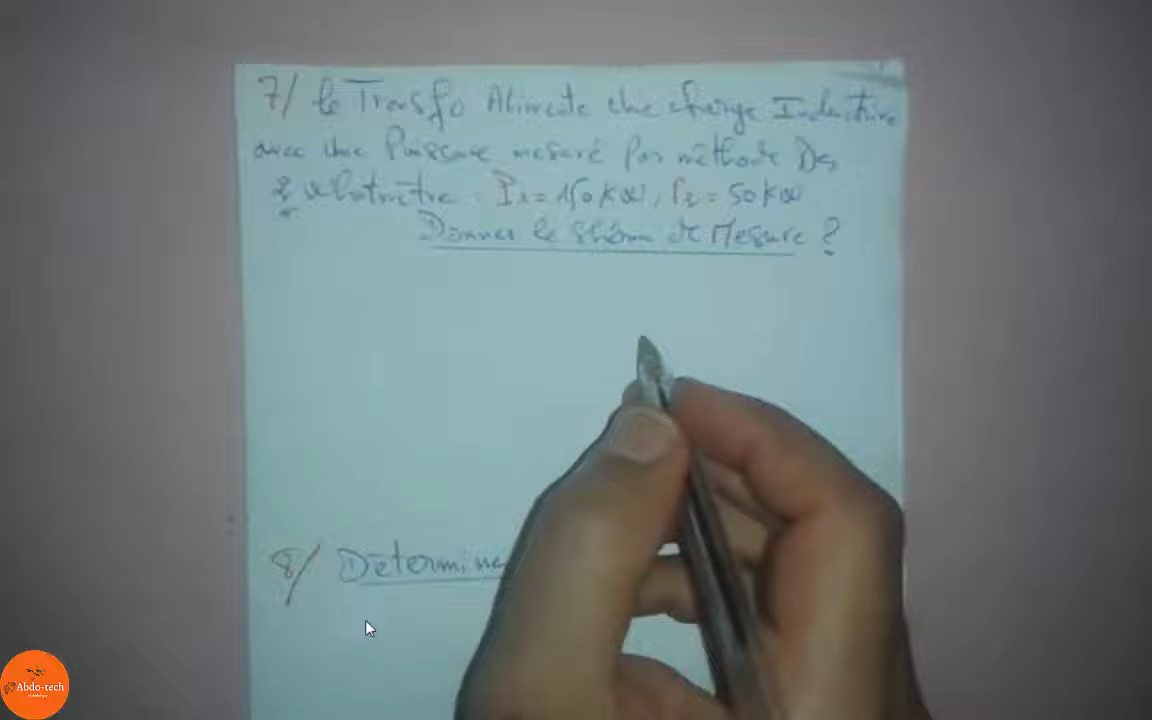 7/ le Transfo Alimente une charge Inductive
avec une Puissance mesuré par méthode Des
2 Wattmètre : P1 = 150 KW, P2 = 50 KW
Donner le shéma de Mesure ?
8/ Determine
Abdo-tech